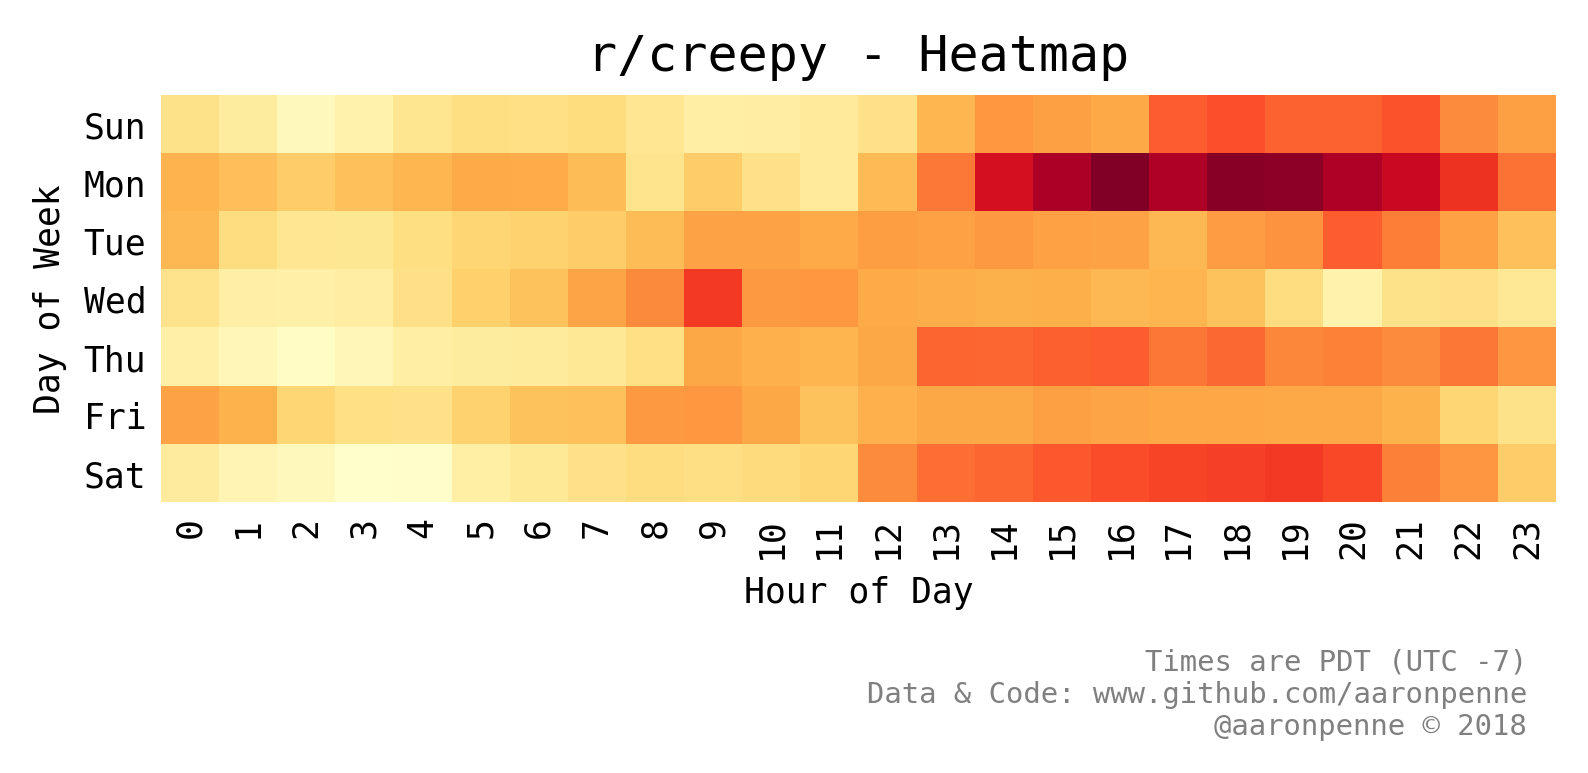 r/creepy - Heatmap
Day of Week
Sun
Mon
Tue
Wed
Thu
Fri
Sat
0 1 2 3 4 5 6 7 8 9 10 11 12 13 14 15 16 17 18 19 20 21 22 23
Hour of Day
Times are PDT (UTC -7)
Data & Code: www.github.com/aaronpenne
@aaronpenne © 2018